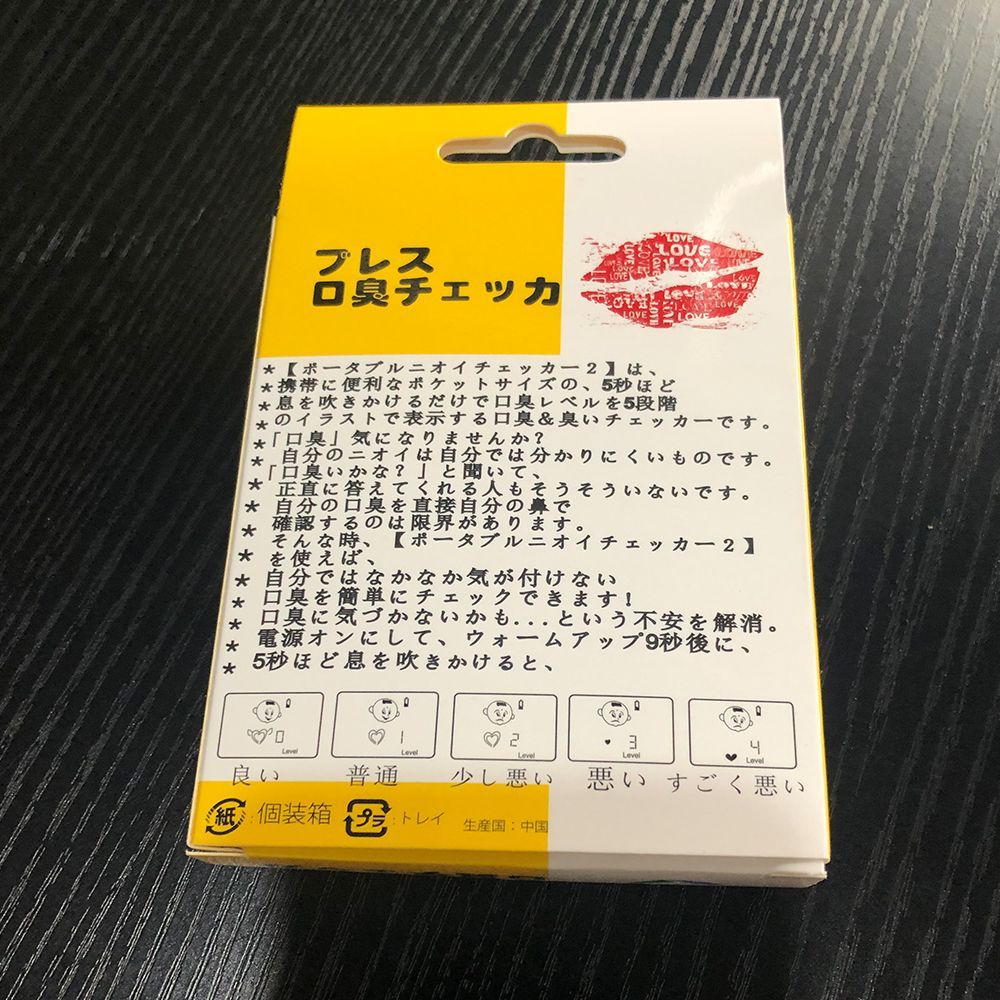 ブレス
口臭チェッカ
LOVE
LOVE
LOVE
LOVE
LOVE
LOVE
*【ポータブルニオイチェッカー2】は、
*携帯に便利なポケットサイズの、5秒ほど
*息を吹きかけるだけで口臭レベルを5段階
*のイラストで表示する口臭&臭いチェッカーです。
*「口臭」気になりませんか?
*自分のニオイは自分では分かりにくいものです。
「口臭いかな?」と聞いて、
*正直に答えてくれる人もそうそういないです。
*自分の口臭を直接自分の鼻で
確認するのは限界があります。
*そんな時、【ポータブルニオイチェッカー2】
を使えば、
*自分ではなかなか気が付けない
*口臭を簡単にチェックできます!
*口臭に気づかないかも...という不安を解消。
*電源オンにして、ウォームアップ9秒後に、
*5秒ほど息を吹きかけると、
0 Level
1 Level
2 Level
3 Level
4 Level
良い 普通 少し悪い 悪い すごく悪い
紙:個装箱 プラ:トレイ 生産国:中国